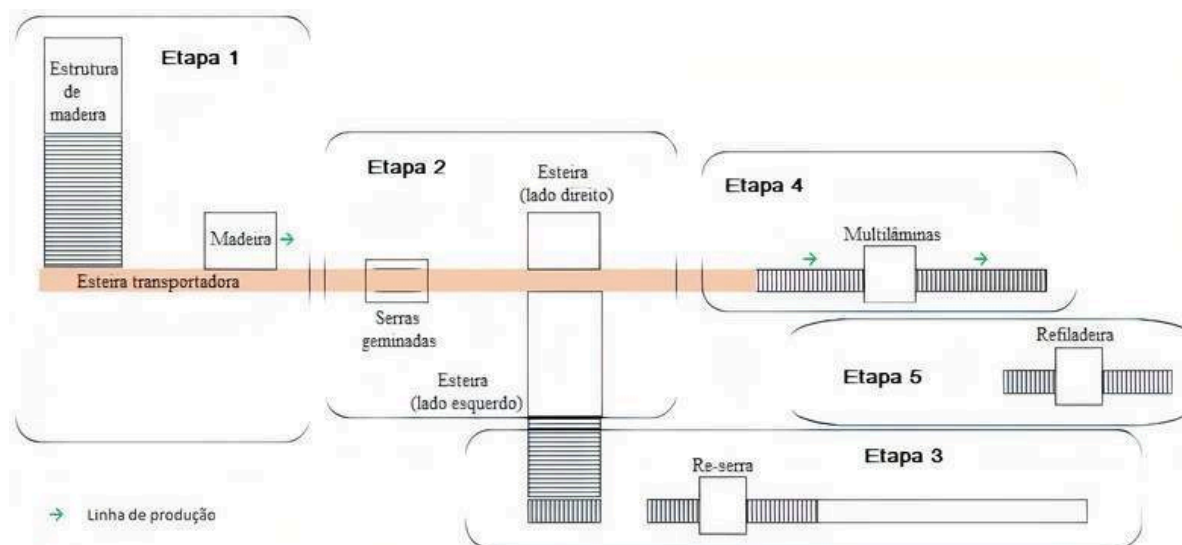 Etapa 1
Estrutura
de
madeira
Madeira
Esteira transportadora
Etapa 2
Esteira
(lado direito)
Serras
geminadas
Esteira
(lado esquerdo)
Etapa 4
Multilâminas
Refiladeira
Etapa 5
Etapa 3
Re-serra
Linha de produção